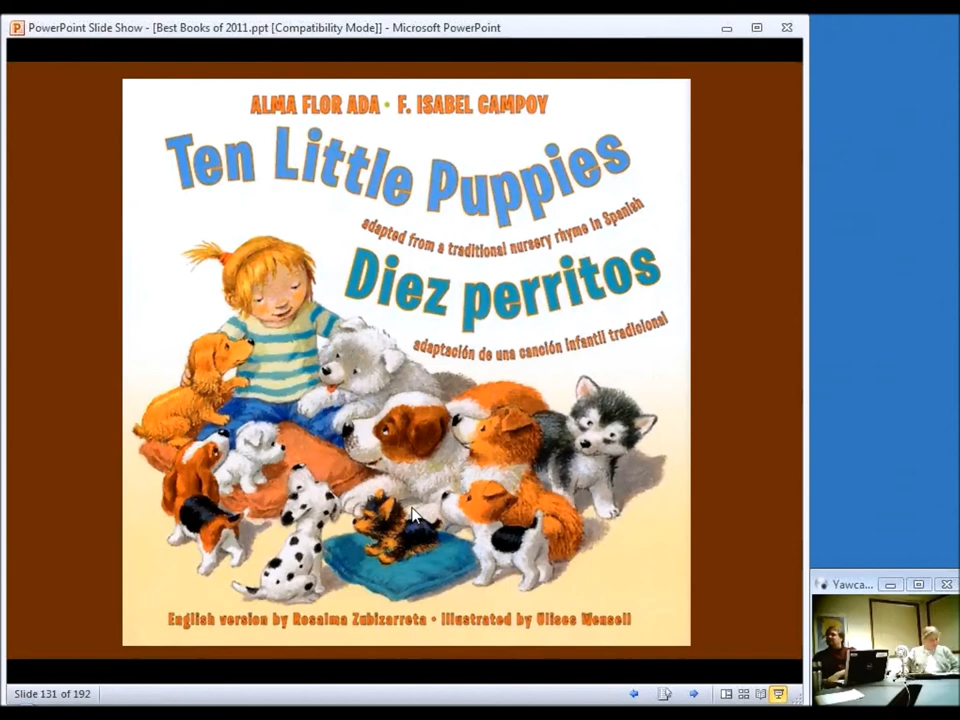 PowerPoint Slide Show - [Best Books of 2011.ppt [Compatibility Mode]] - Microsoft PowerPoint
ALMA FLOR ADA • F. ISABEL CAMPOY
Ten Little Puppies
adapted from a traditional nursery rhyme in Spanish
Diez perritos
adaptación de una canción infantil tradicional
English version by Rosalma Zubizarreta • Illustrated by Ulises Wensell
Yawca...
Slide 131 of 192